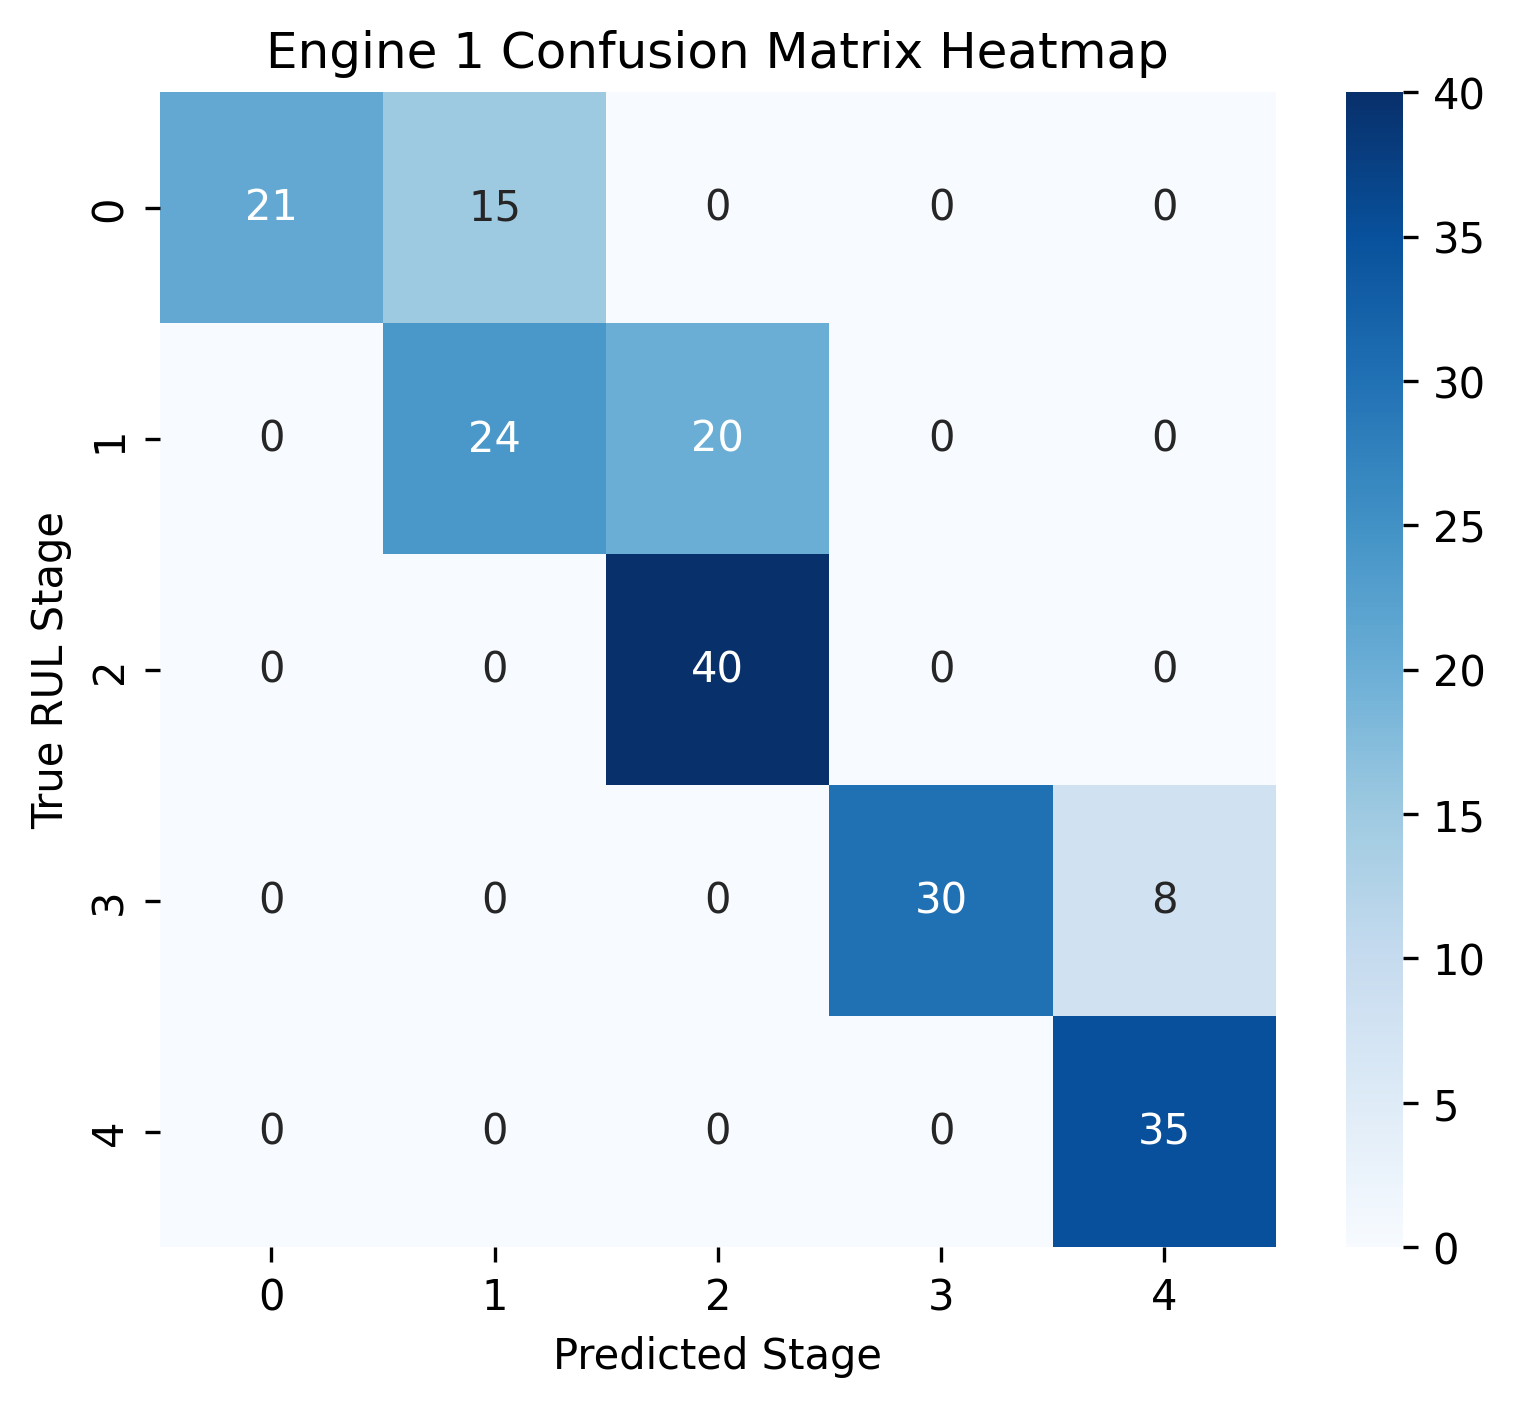 Engine 1 Confusion Matrix Heatmap
40
0 21 15 0 0 0
35
30
1 0 24 20 0 0
25
True RUL Stage
2 0 0 40 0 0
20
15
3 0 0 0 30 8
10
5
4 0 0 0 0 35
0
0 1 2 3 4
Predicted Stage